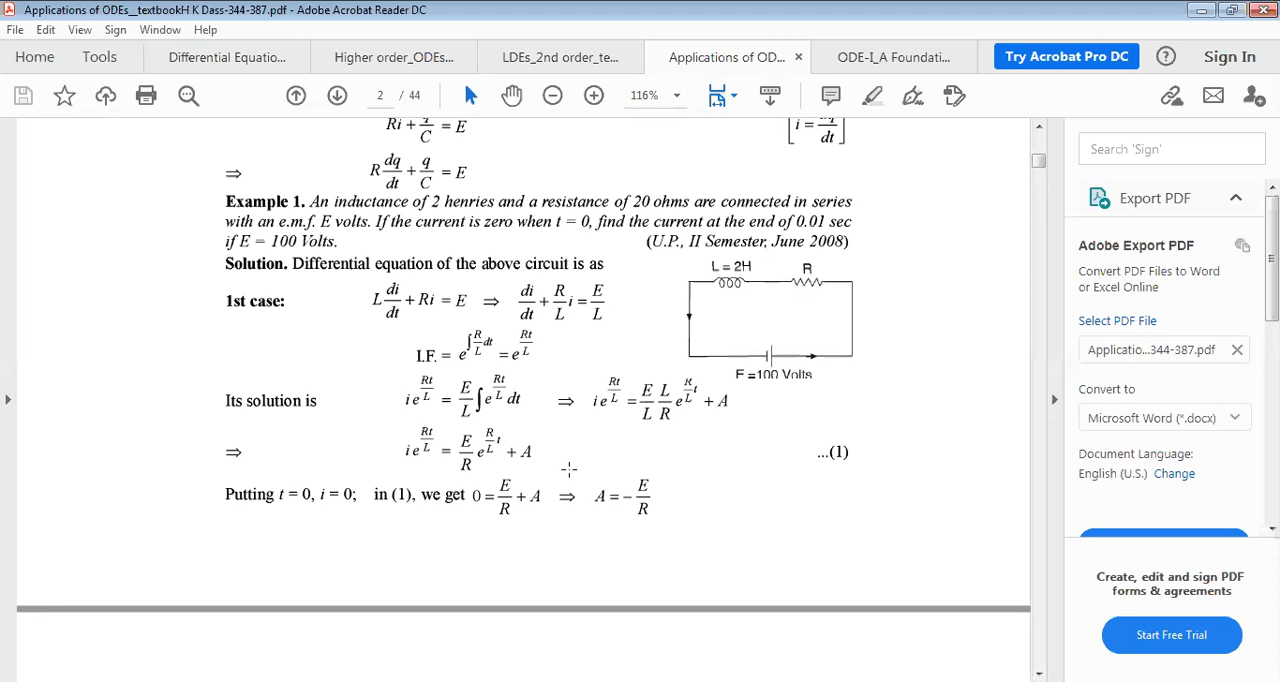 Applications of ODEs__textbookH K Dass-344-387.pdf - Adobe Acrobat Reader DC
File Edit View Sign Window Help
Home Tools Differential Equatio... Higher order_ODEs... LDEs_2nd order_te... Applications of OD... × ODE-I_A Foundati... Try Acrobat Pro DC Sign In
2 / 44 116% Search 'Sign'
Ri + q/C = E [i = dq/dt]
⇒ R dq/dt + q/C = E
Example 1. An inductance of 2 henries and a resistance of 20 ohms are connected in series
with an e.m.f. E volts. If the current is zero when t = 0, find the current at the end of 0.01 sec
if E = 100 Volts. (U.P., II Semester, June 2008)
Solution. Differential equation of the above circuit is as
L = 2H R
1st case: L di/dt + Ri = E ⇒ di/dt + R/L i = E/L
I.F. = e^∫R/L dt = e^Rt/L
E =100 Volts
Its solution is i e^Rt/L = E/L ∫ e^Rt/L dt ⇒ i e^Rt/L = E/L L/R e^R/L t + A
⇒ i e^Rt/L = E/R e^R/L t + A ...(1)
Putting t = 0, i = 0; in (1), we get 0 = E/R + A ⇒ A = − E/R
Export PDF
Adobe Export PDF
Convert PDF Files to Word
or Excel Online
Select PDF File
Applicatio...344-387.pdf ×
Convert to
Microsoft Word (*.docx)
Document Language:
English (U.S.) Change
Create, edit and sign PDF
forms & agreements
Start Free Trial